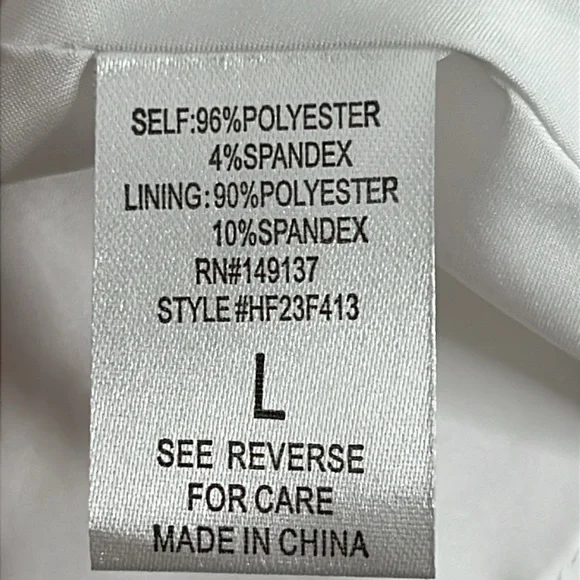 SELF:96%POLYESTER
4%SPANDEX
LINING:90%POLYESTER
10%SPANDEX
RN#149137
STYLE#HF23F413
L
SEE REVERSE
FOR CARE
MADE IN CHINA